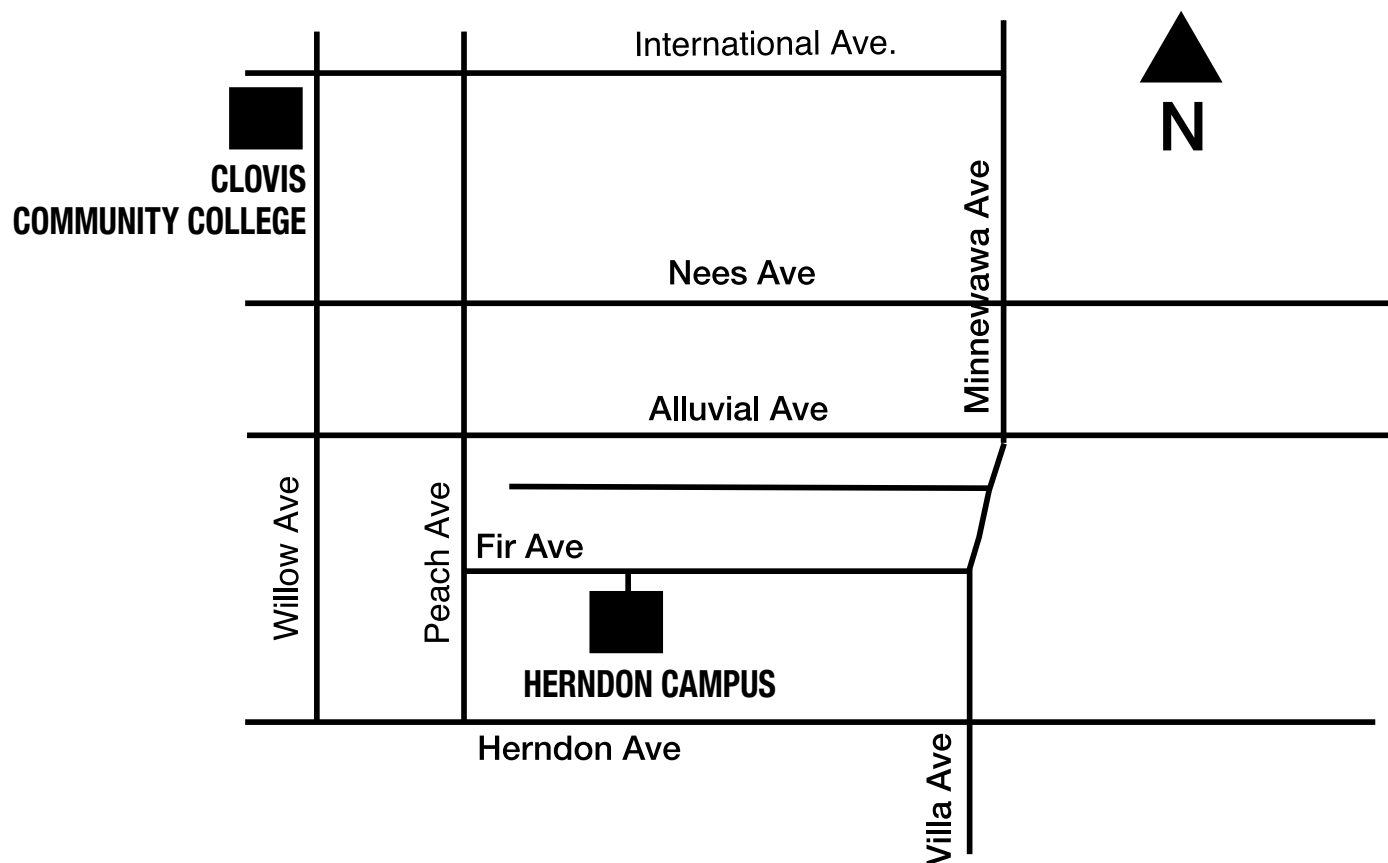 International Ave.
N
CLOVIS
COMMUNITY COLLEGE
Minnewawa Ave
Nees Ave
Alluvial Ave
Willow Ave
Peach Ave
Fir Ave
HERNDON CAMPUS
Herndon Ave
Villa Ave